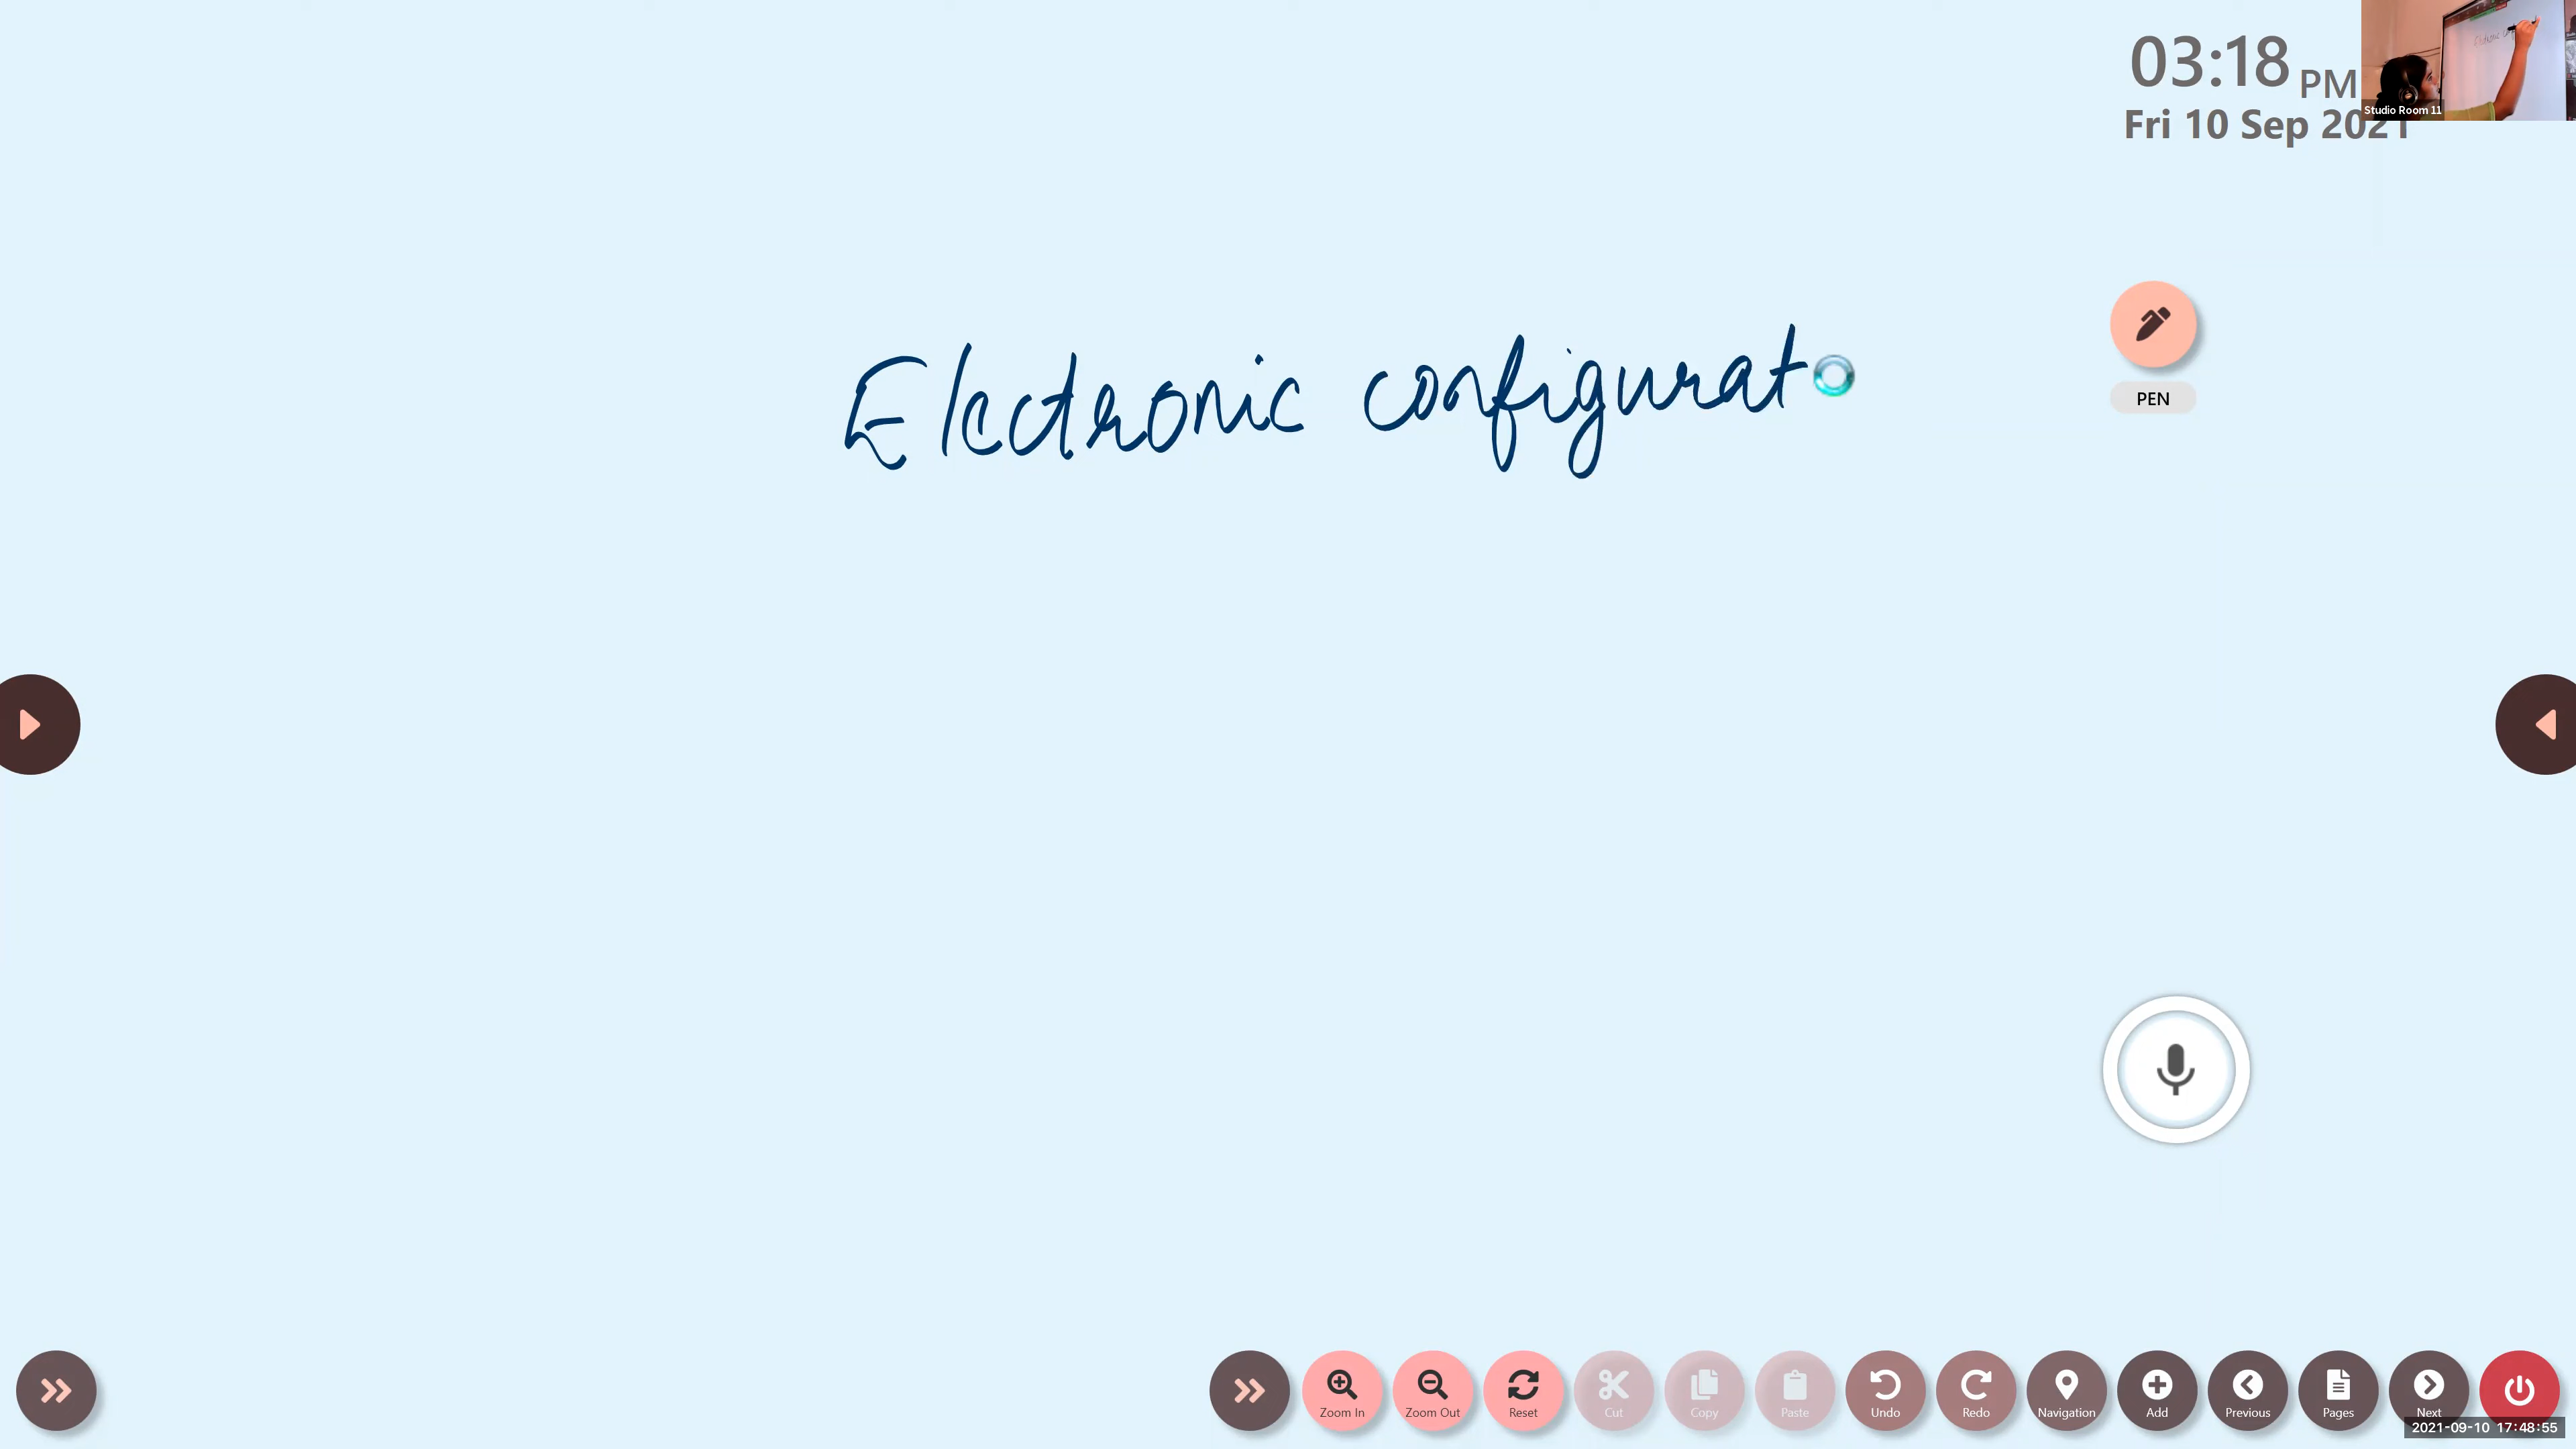 03:18 PM
Studio Room 11
Fri 10 Sep 2021
Electronic configurat
PEN
Zoom In
Zoom Out
Reset
Cut
Copy
Paste
Undo
Redo
Navigation
Add
Previous
Pages
Next
2021-09-10 17:48:55